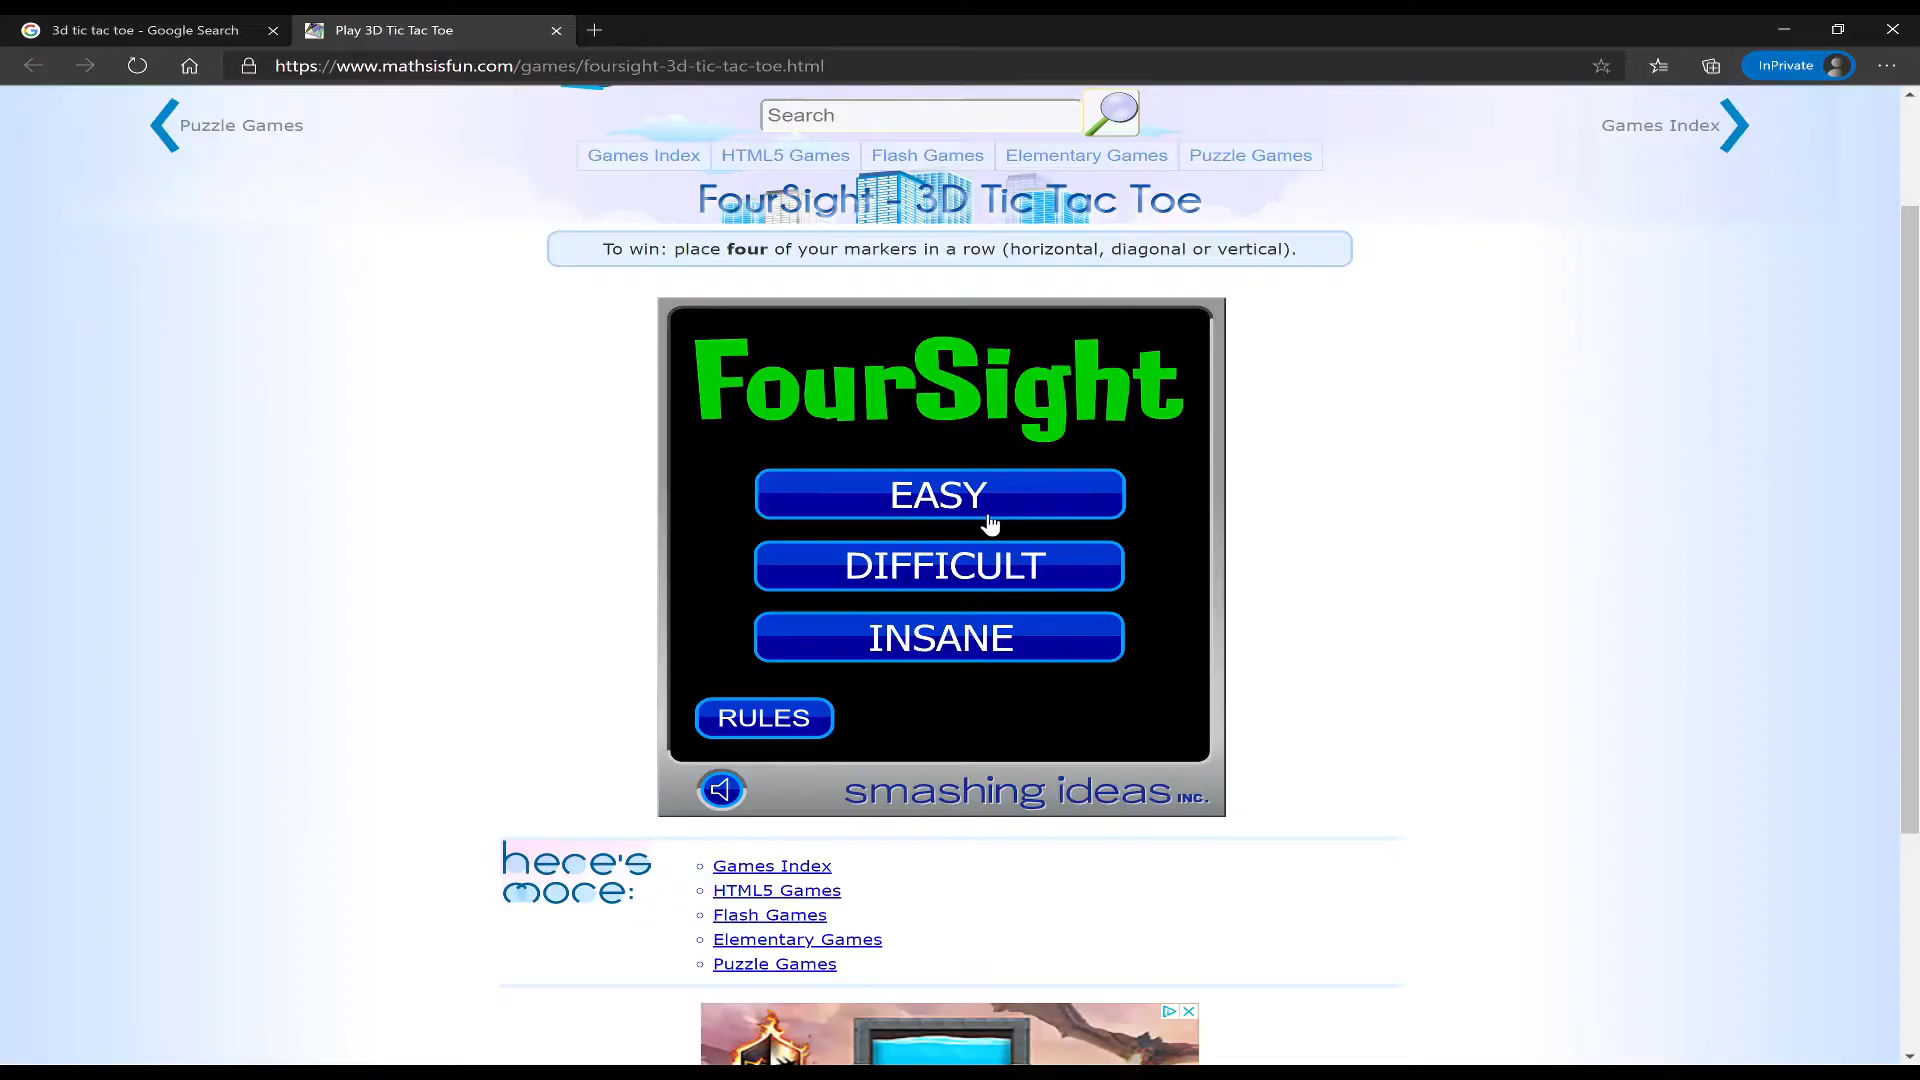 3d tic tac toe - Google Search
Play 3D Tic Tac Toe
https://www.mathsisfun.com/games/foursight-3d-tic-tac-toe.html
InPrivate
Puzzle Games
Search
Games Index
Games Index
HTML5 Games
Flash Games
Elementary Games
Puzzle Games
FourSight - 3D Tic Tac Toe
To win: place four of your markers in a row (horizontal, diagonal or vertical).
FourSight
EASY
DIFFICULT
INSANE
RULES
smashing ideas INC.
here's
more:
Games Index
HTML5 Games
Flash Games
Elementary Games
Puzzle Games